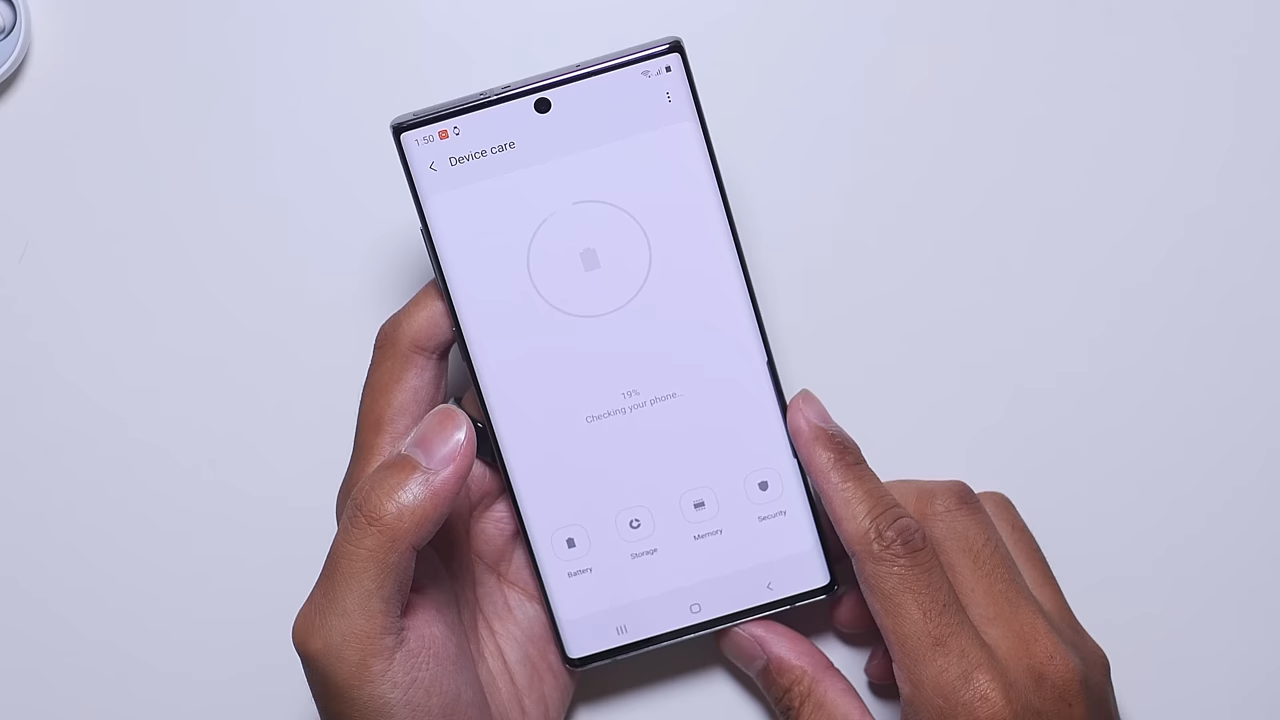 1:50
Device care
19%
Checking your phone...
Battery
Storage
Memory
Security